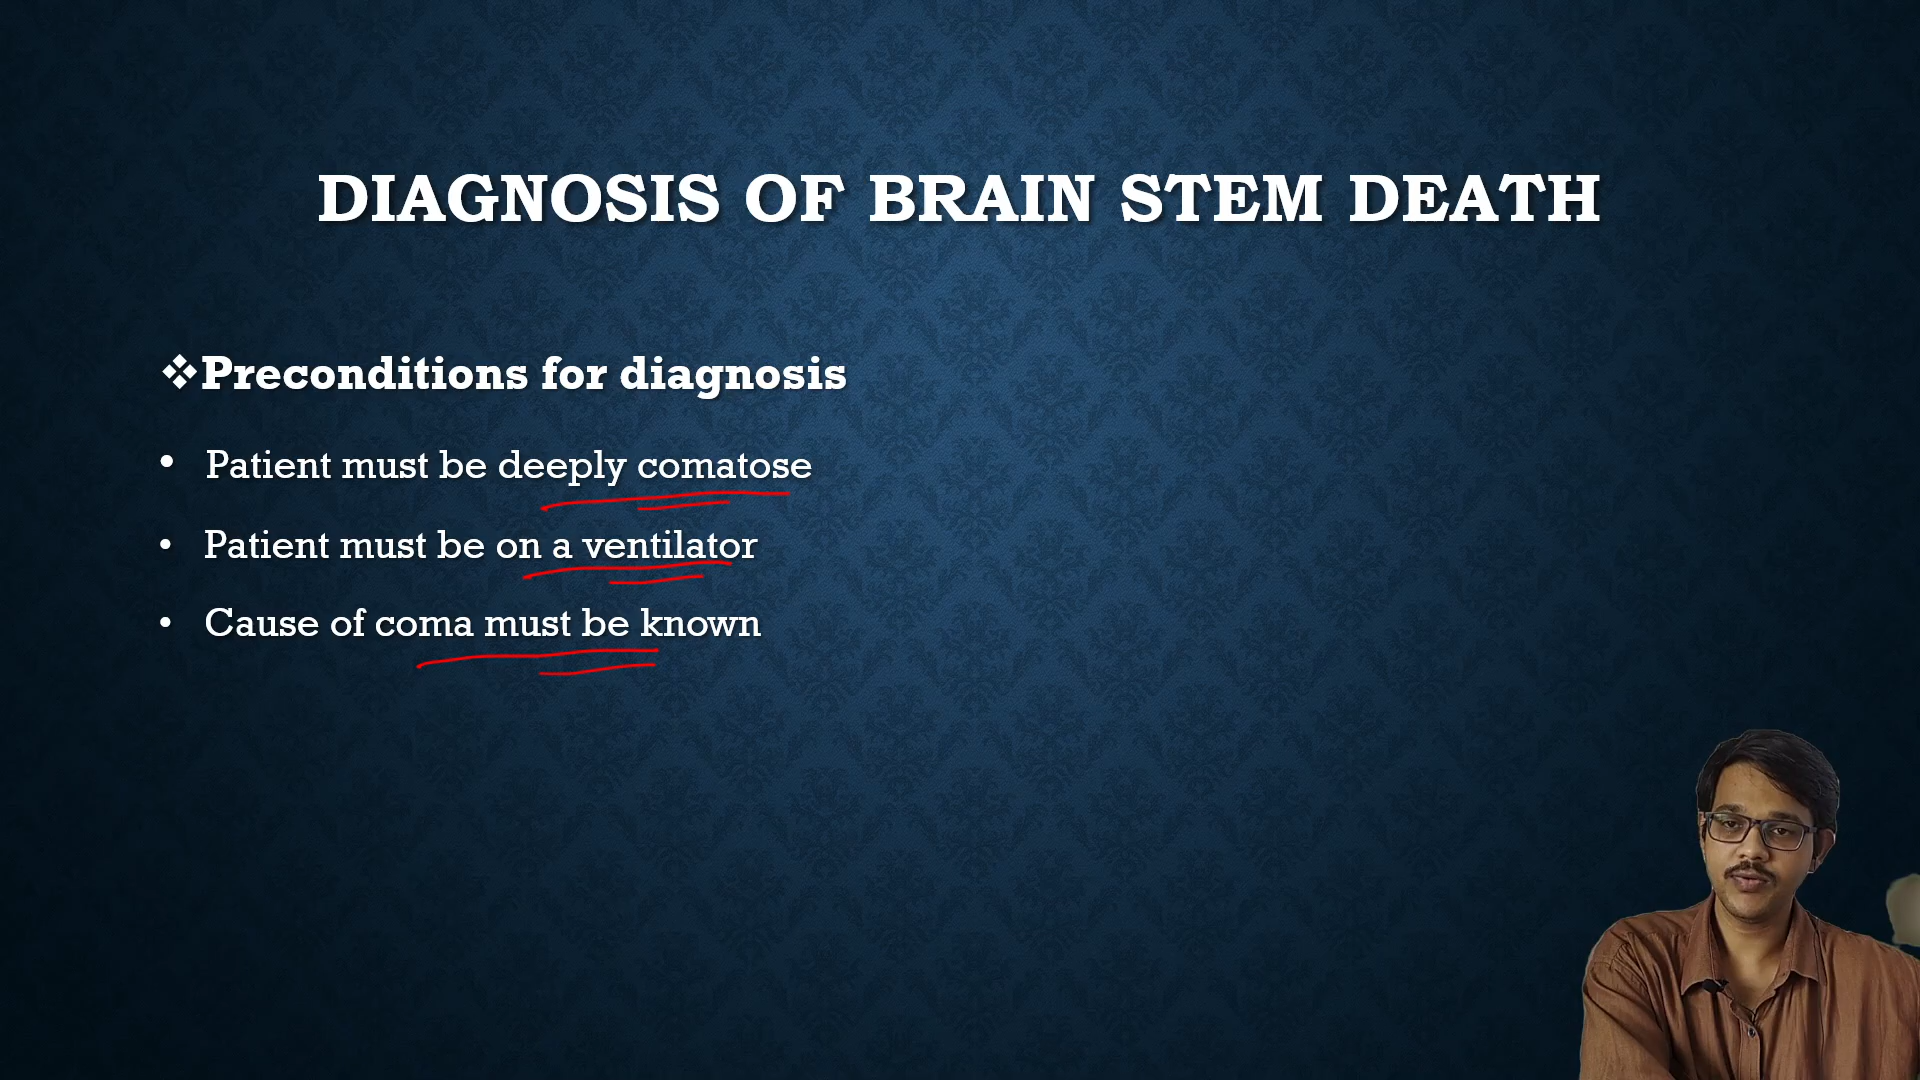 DIAGNOSIS OF BRAIN STEM DEATH
❖Preconditions for diagnosis
• Patient must be deeply comatose
• Patient must be on a ventilator
• Cause of coma must be known